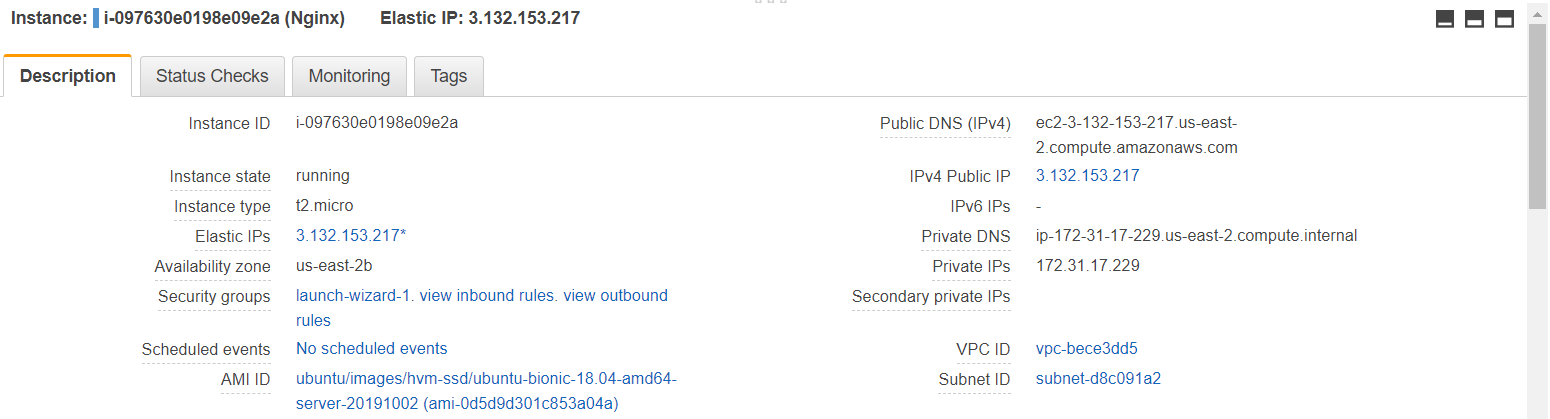 Instance: i-097630e0198e09e2a (Nginx) Elastic IP: 3.132.153.217
Description Status Checks Monitoring Tags
Instance ID i-097630e0198e09e2a Public DNS (IPv4) ec2-3-132-153-217.us-east-
2.compute.amazonaws.com
Instance state running IPv4 Public IP 3.132.153.217
Instance type t2.micro IPv6 IPs -
Elastic IPs 3.132.153.217* Private DNS ip-172-31-17-229.us-east-2.compute.internal
Availability zone us-east-2b Private IPs 172.31.17.229
Security groups launch-wizard-1. view inbound rules. view outbound Secondary private IPs
rules
Scheduled events No scheduled events VPC ID vpc-bece3dd5
AMI ID ubuntu/images/hvm-ssd/ubuntu-bionic-18.04-amd64- Subnet ID subnet-d8c091a2
server-20191002 (ami-0d5d9d301c853a04a)